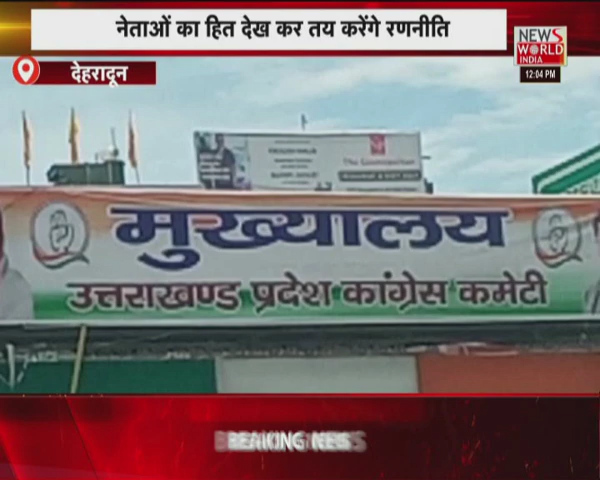 नेताओं का हित देख कर तय करेंगे रणनीति
NEWS
WORLD
INDIA
12:04 PM
देहरादून
मुख्यालय
उत्तराखण्ड प्रदेश कांग्रेस कमेटी
BREAKING NEWS